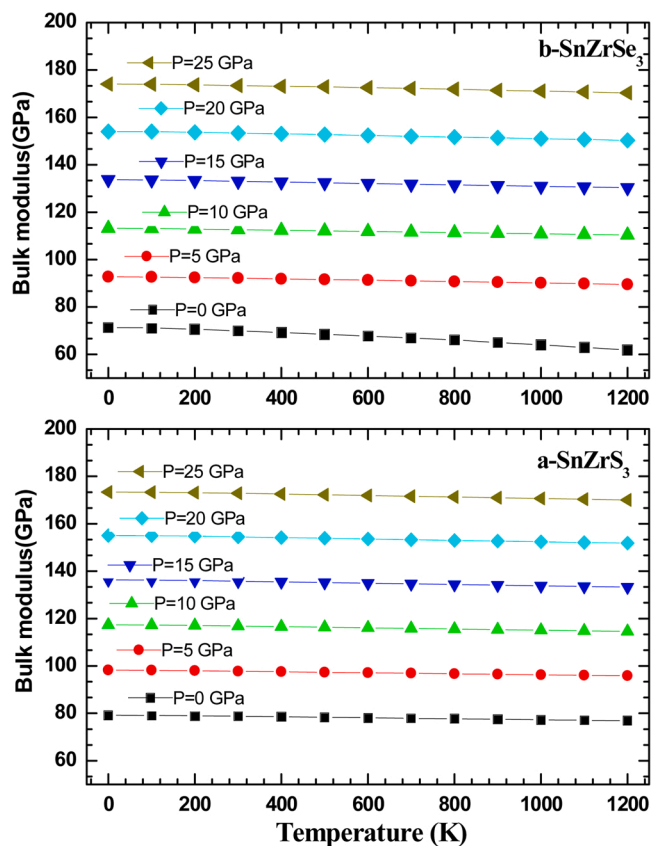 200
b-SnZrSe3
P=25 GPa
180
160
P=20 GPa
140
P=15 GPa
120
P=10 GPa
100
P=5 GPa
80
P=0 GPa
60
Bulk modulus(GPa)
0 200 400 600 800 1000 1200
200
a-SnZrS3
P=25 GPa
180
160
P=20 GPa
140
P=15 GPa
120
P=10 GPa
100
P=5 GPa
80
P=0 GPa
60
Bulk modulus(GPa)
0 200 400 600 800 1000 1200
Temperature (K)